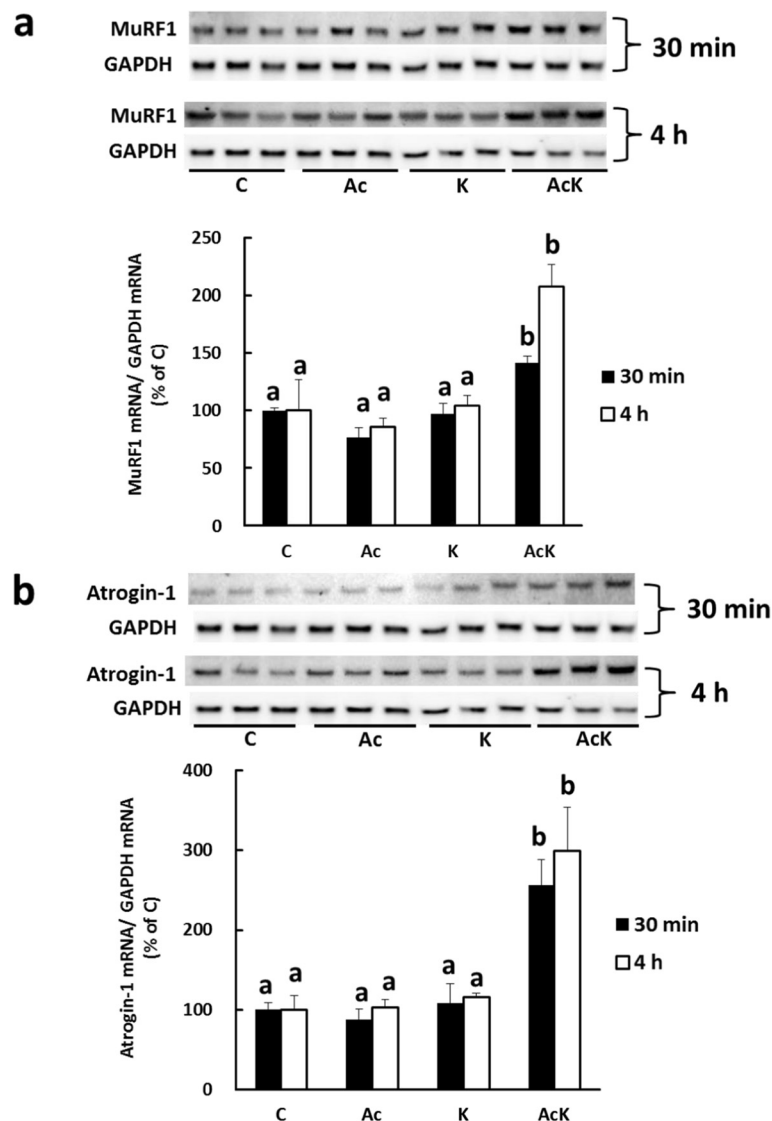 a
MuRF1
GAPDH
30 min
MuRF1
GAPDH
4 h
C Ac K AcK
MuRF1 mRNA/ GAPDH mRNA
(% of C)
250
200
150
100
50
0
a a a a a a b b
C Ac K AcK
30 min
4 h
b
Atrogin-1
GAPDH
30 min
Atrogin-1
GAPDH
4 h
C Ac K AcK
Atrogin-1 mRNA/ GAPDH mRNA
(% of C)
400
300
200
100
0
a a a a a a b b
C Ac K AcK
30 min
4 h